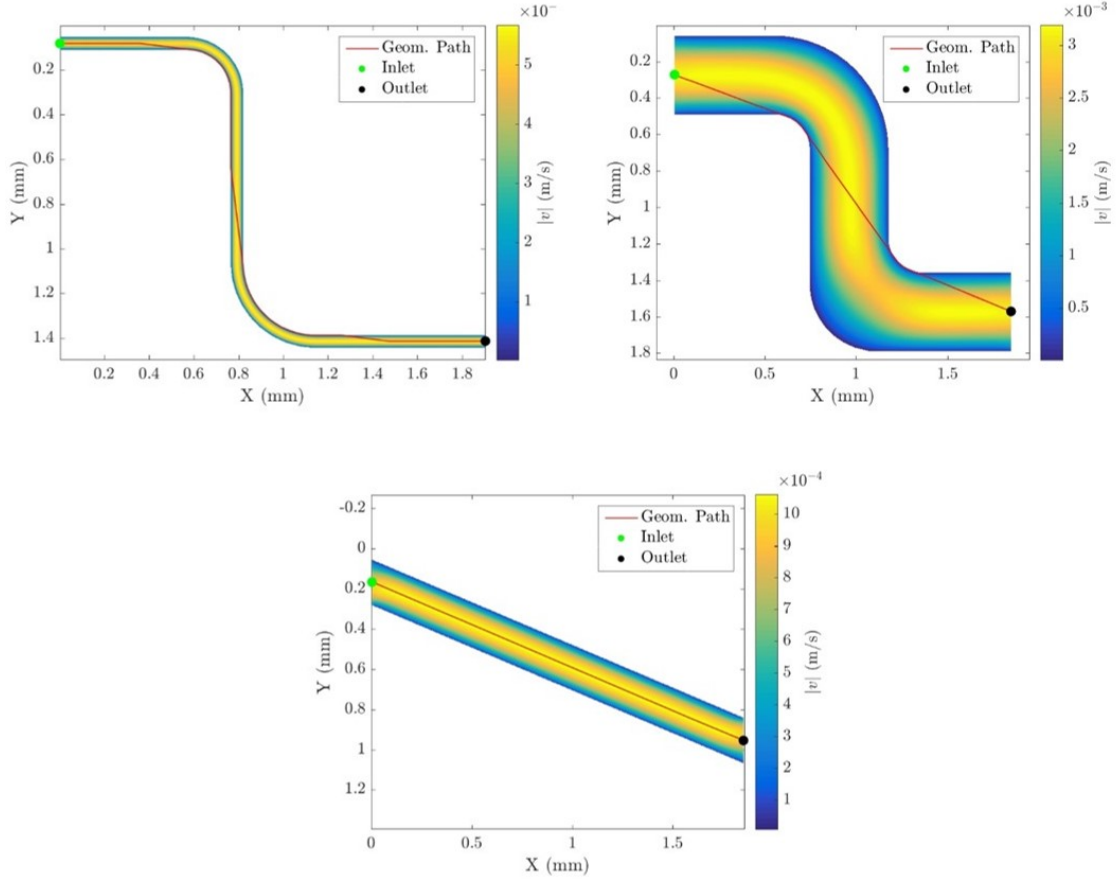 ×10⁻
Geom. Path
Inlet
Outlet
0.2
0.4
0.6
0.8
1
1.2
1.4
Y (mm)
0.2 0.4 0.6 0.8 1 1.2 1.4 1.6 1.8
X (mm)
5
4
3
2
1
|v| (m/s)
×10⁻³
Geom. Path
Inlet
Outlet
0.2
0.4
0.6
0.8
1
1.2
1.4
1.6
1.8
Y (mm)
0 0.5 1 1.5
X (mm)
3
2.5
2
1.5
1
0.5
|v| (m/s)
×10⁻⁴
Geom. Path
Inlet
Outlet
-0.2
0
0.2
0.4
0.6
0.8
1
1.2
Y (mm)
0 0.5 1 1.5
X (mm)
10
9
8
7
6
5
4
3
2
1
|v| (m/s)